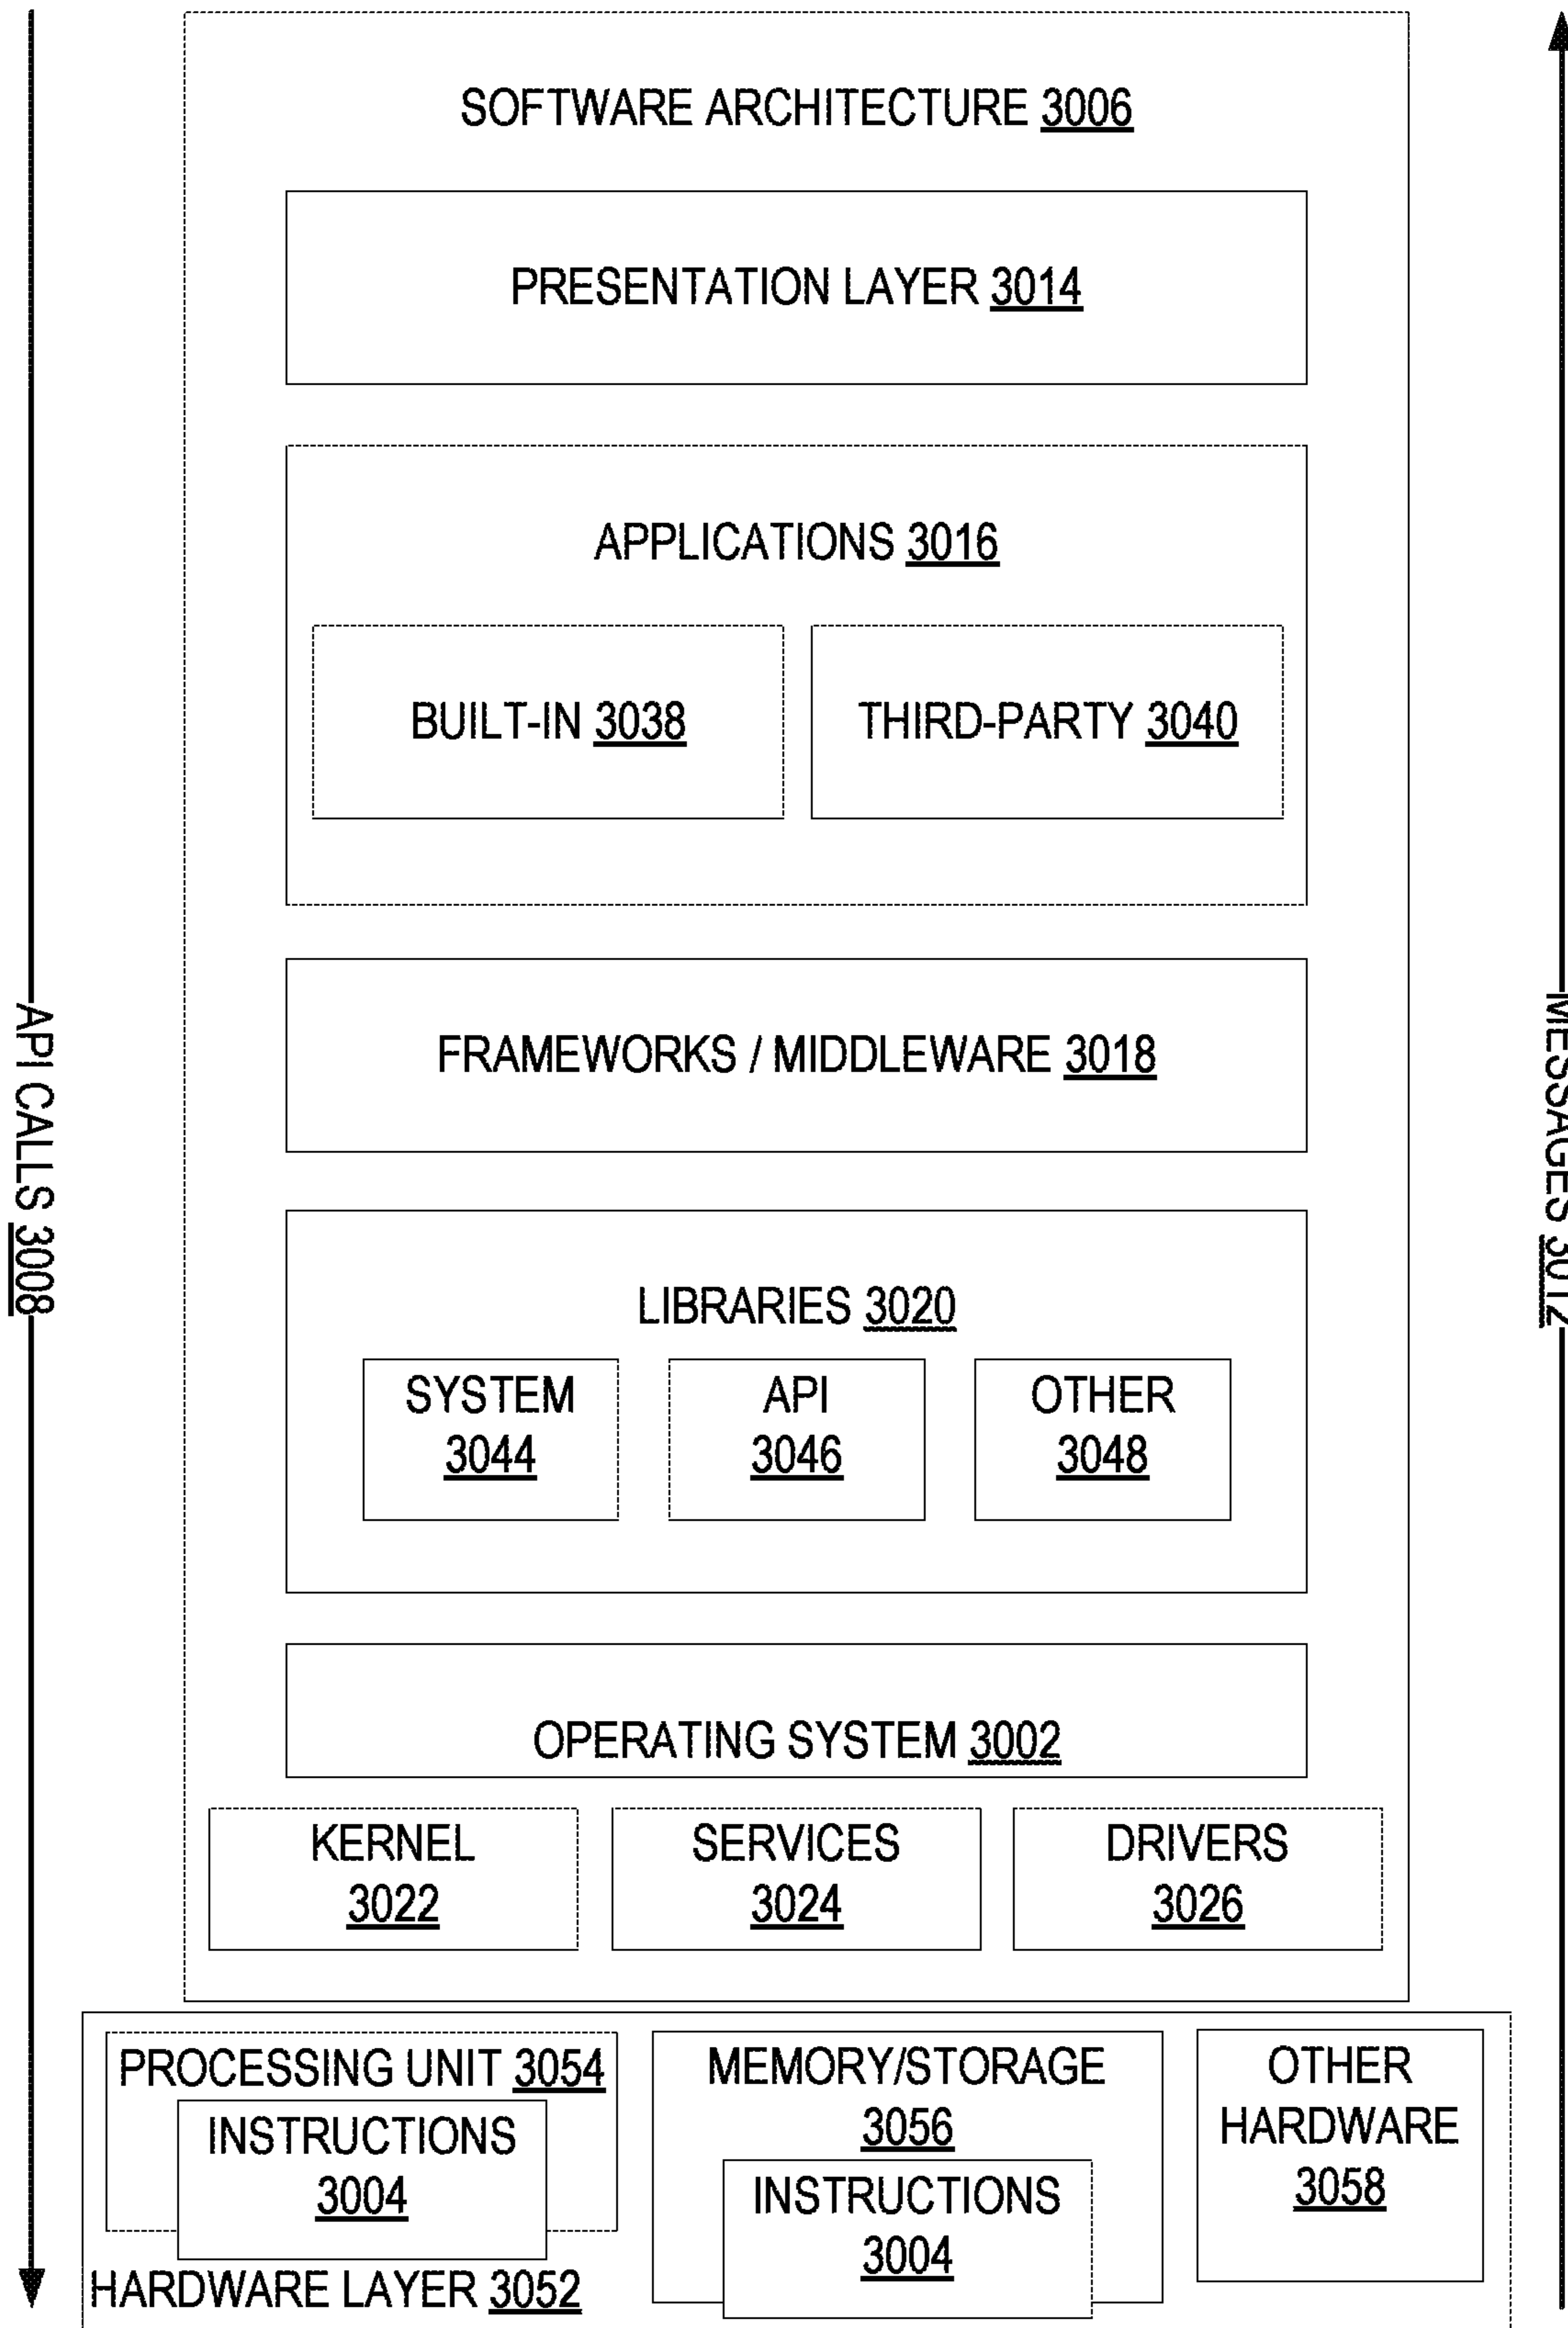 SOFTWARE ARCHITECTURE 3006
PRESENTATION LAYER 3014
APPLICATIONS 3016
BUILT-IN 3038
THIRD-PARTY 3040
FRAMEWORKS / MIDDLEWARE 3018
LIBRARIES 3020
SYSTEM
3044
API
3046
OTHER
3048
OPERATING SYSTEM 3002
KERNEL
3022
SERVICES
3024
DRIVERS
3026
PROCESSING UNIT 3054
INSTRUCTIONS
3004
MEMORY/STORAGE
3056
INSTRUCTIONS
3004
OTHER
HARDWARE
3058
HARDWARE LAYER 3052
API CALLS 3008
MESSAGES 3012